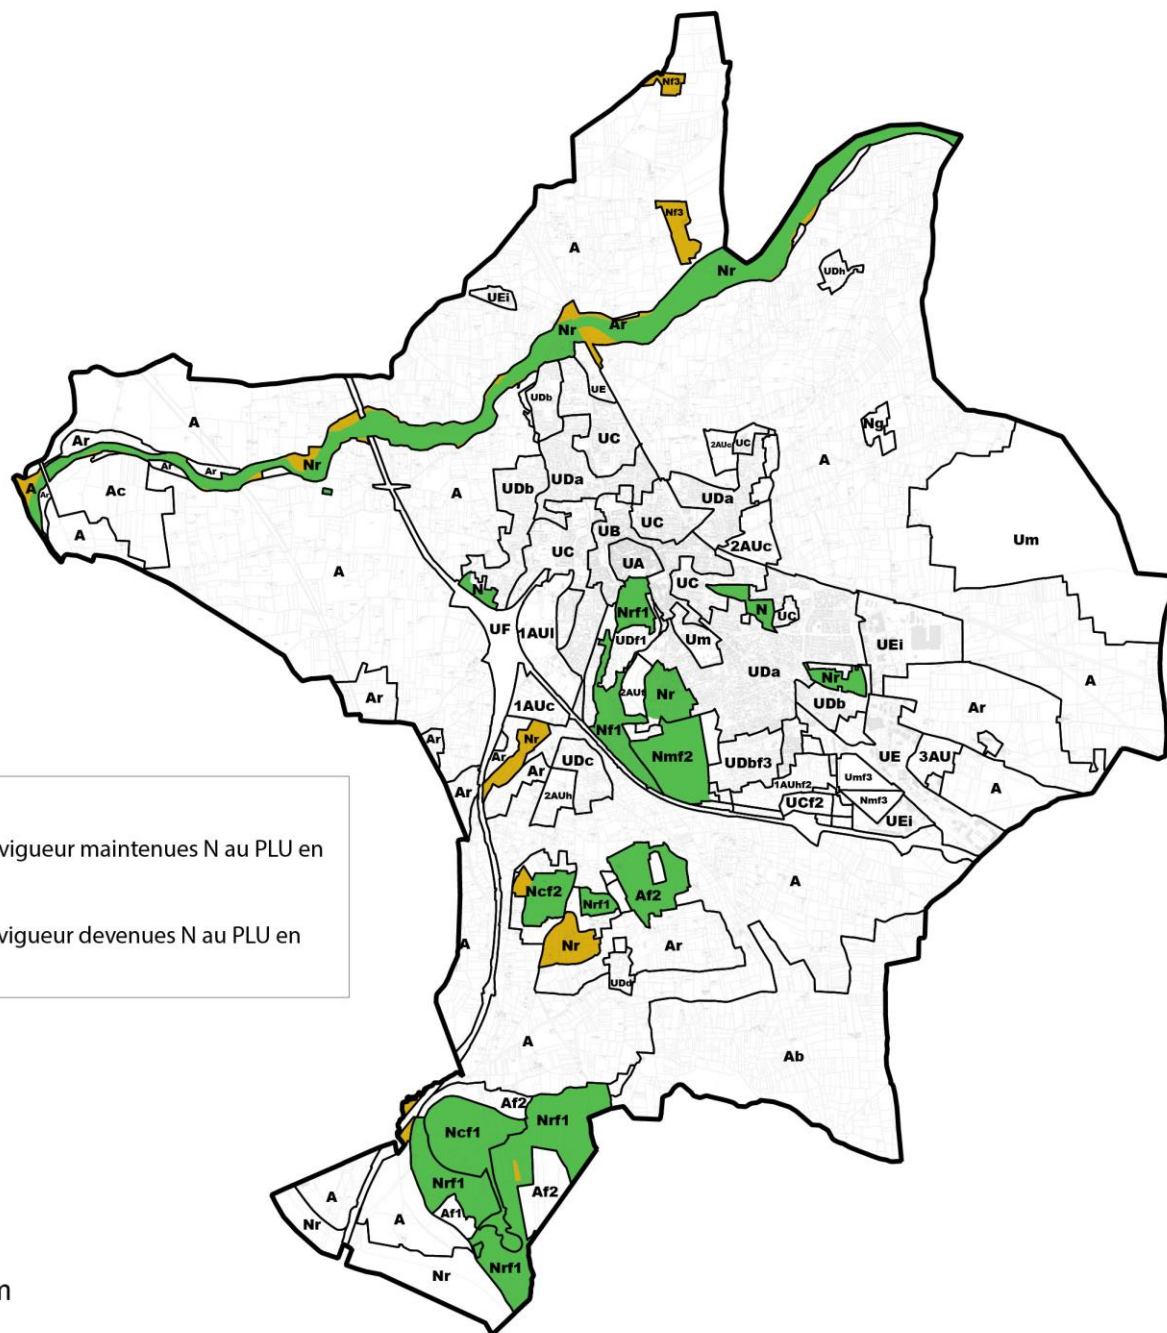 Nf3
Nf3
A
Nr
UDh
UEi
Ar
Nr
UE
UDb
A
UC
Ng
2AUc
UC
Ar
A
Nr
Ar
Ar
A
Ar
Ac
A
UDb
UDa
UDa
A
UB
UC
2AUc
Um
A
UC
UA
UC
N
Nrf1
N
UC
UF
1AUl
UDf1
Um
UEi
UDa
Nr
A
Ar
2AUt
Nr
UDb
Ar
1AUc
Nf1
Ar
Nr
Ar
Ar
UDc
Nmf2
UDbf3
UE
3AU
Ar
2AUh
1AUhf2
Umf3
A
UCf2
Nmf3
UEi
vigueur maintenues N au PLU en
vigueur devenues N au PLU en
Ncf2
Nrf1
Af2
A
A
Nr
Ar
UDd
A
Ab
Af2
Nrf1
Ncf1
Nrf1
Af2
A
Af1
Nr
A
Nrf1
Nr